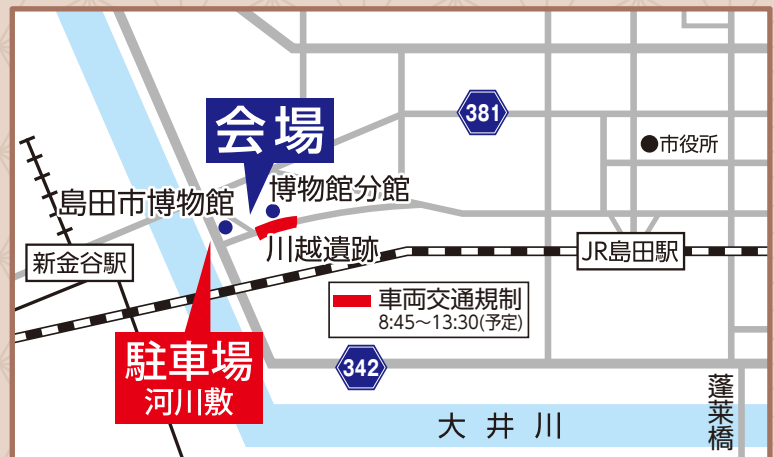 381
会場
市役所
博物館分館
島田市博物館
川越遺跡
新金谷駅
JR島田駅
車両交通規制
8:45～13:30(予定)
駐車場
河川敷
342
蓬莱橋
大井川